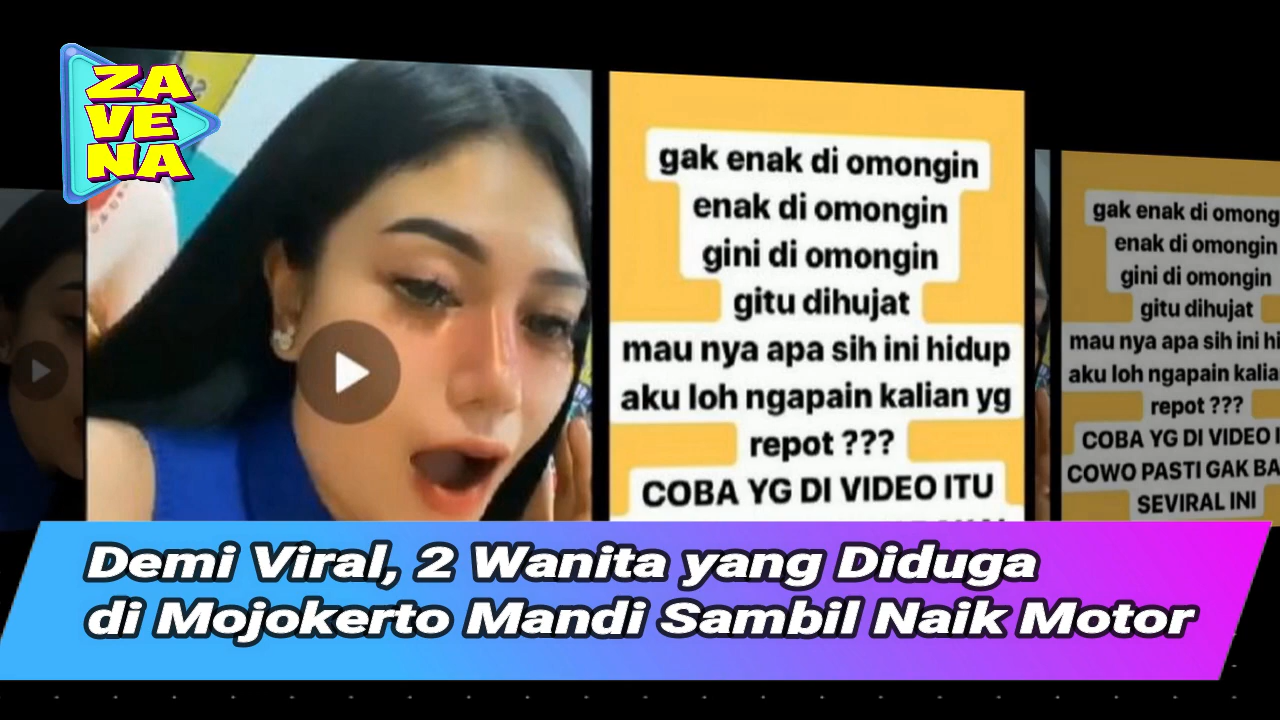 ZA
VE
NA
gak enak di omongin
enak di omongin
gini di omongin
gitu dihujat
mau nya apa sih ini hidup
aku loh ngapain kalian yg
repot ???
COBA YG DI VIDEO ITU
gak enak di omong
enak di omongin
gini di omongin
gitu dihujat
mau nya apa sih ini hi
aku loh ngapain kalia
repot ???
COBA YG DI VIDEO I
COWO PASTI GAK BA
SEVIRAL INI
Demi Viral, 2 Wanita yang Diduga
di Mojokerto Mandi Sambil Naik Motor